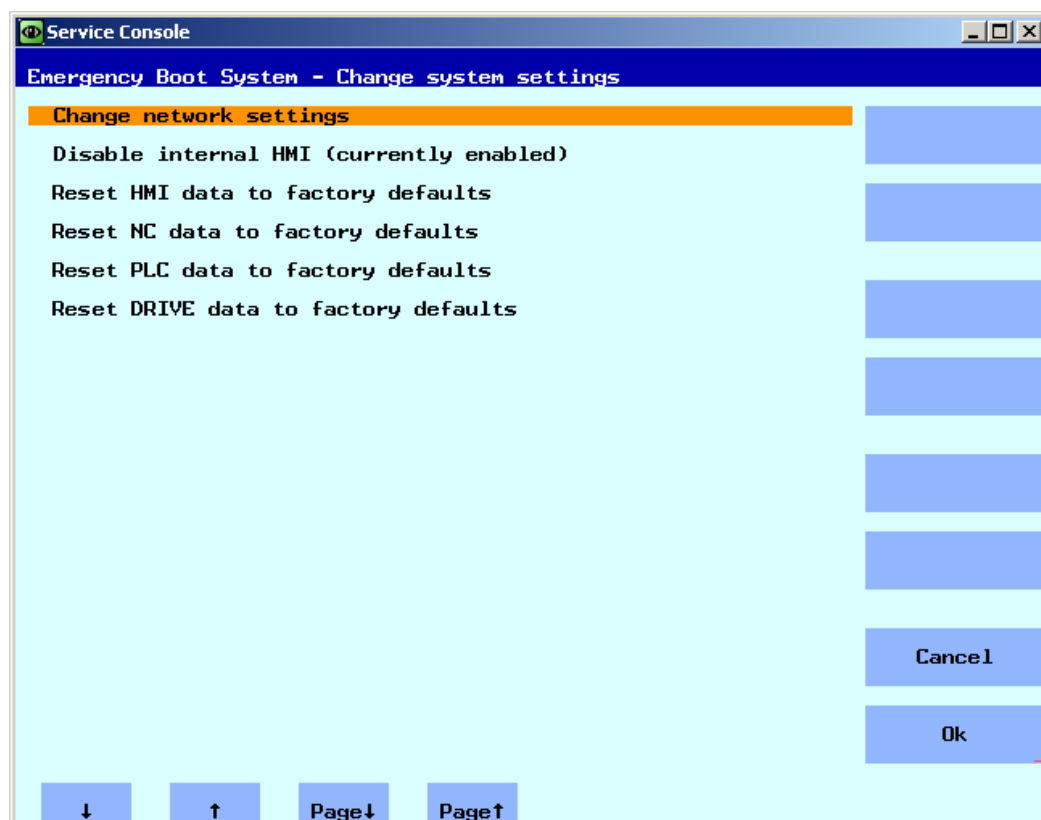 Service Console
Emergency Boot System - Change system settings
Change network settings
Disable internal HMI (currently enabled)
Reset HMI data to factory defaults
Reset NC data to factory defaults
Reset PLC data to factory defaults
Reset DRIVE data to factory defaults
Cancel
Ok
↓ ↑ Page↓ Page↑